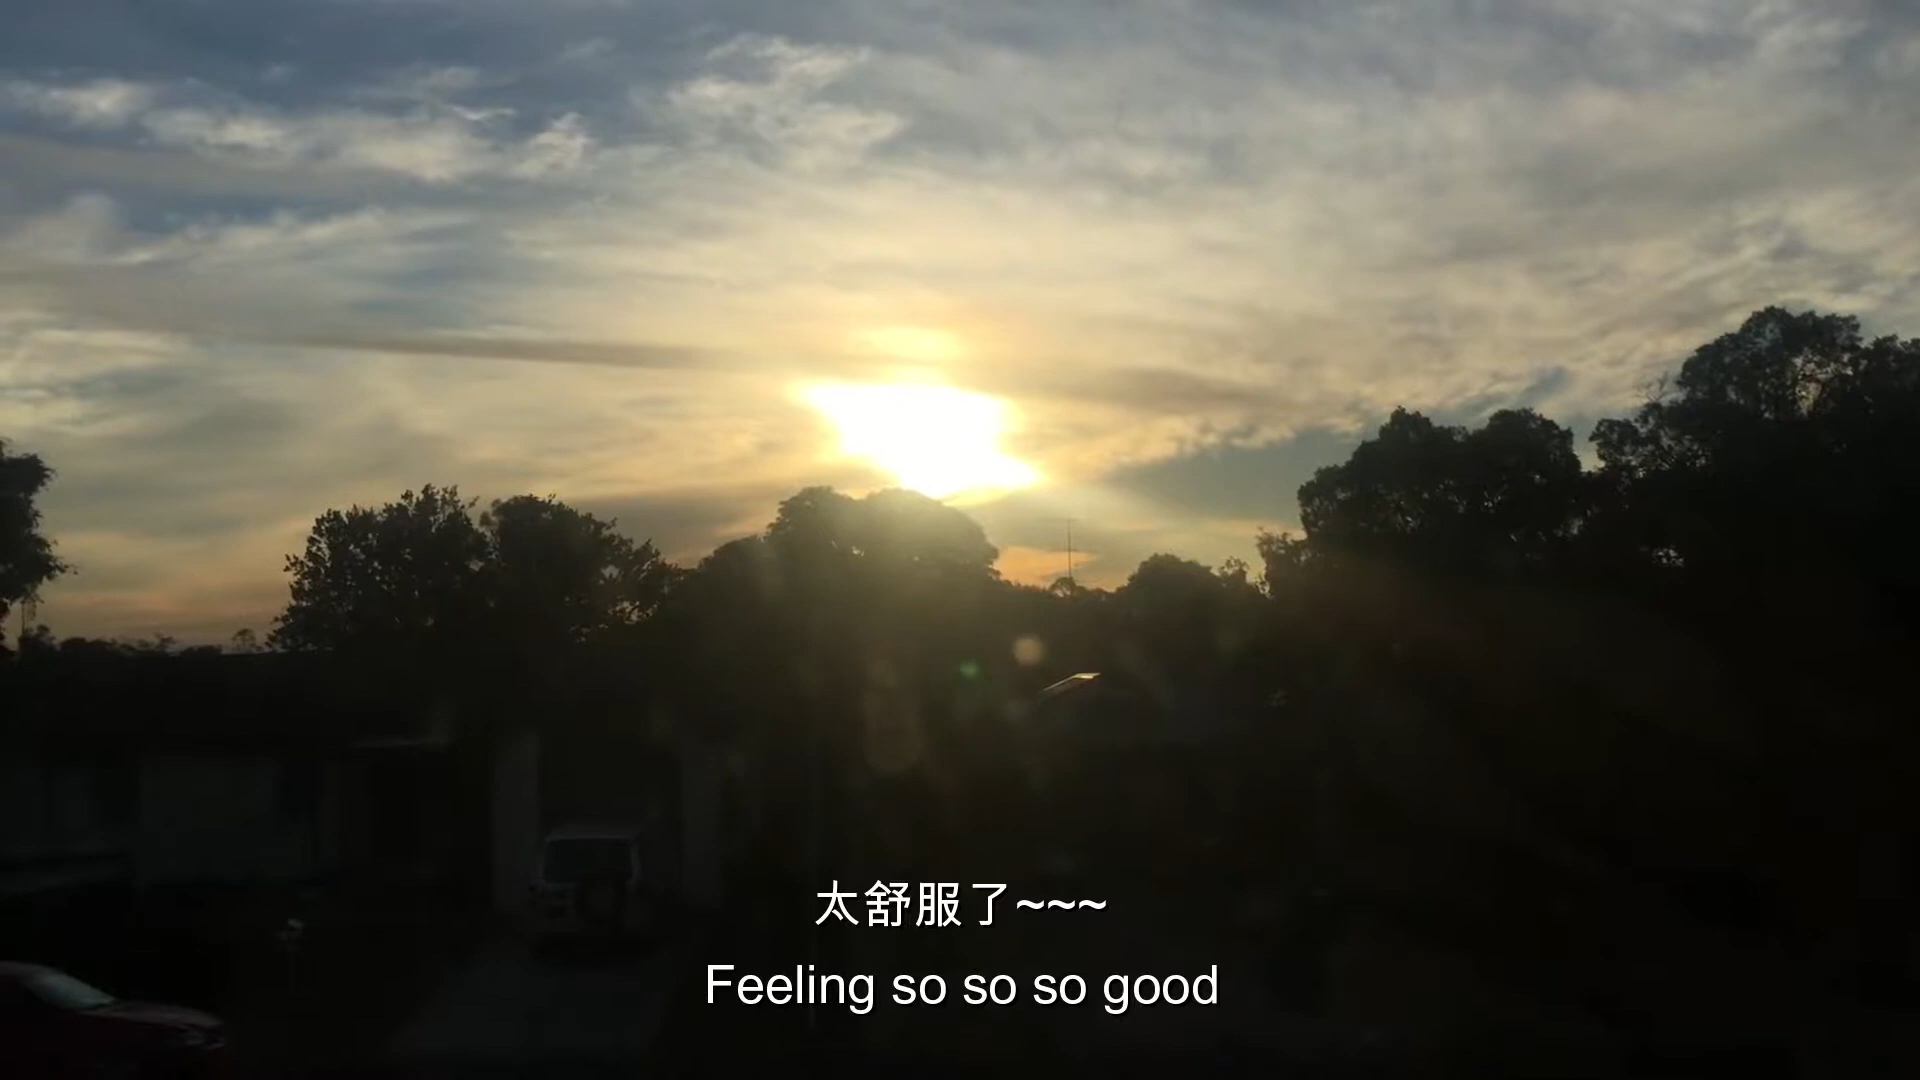 太舒服了~~~
Feeling so so so good